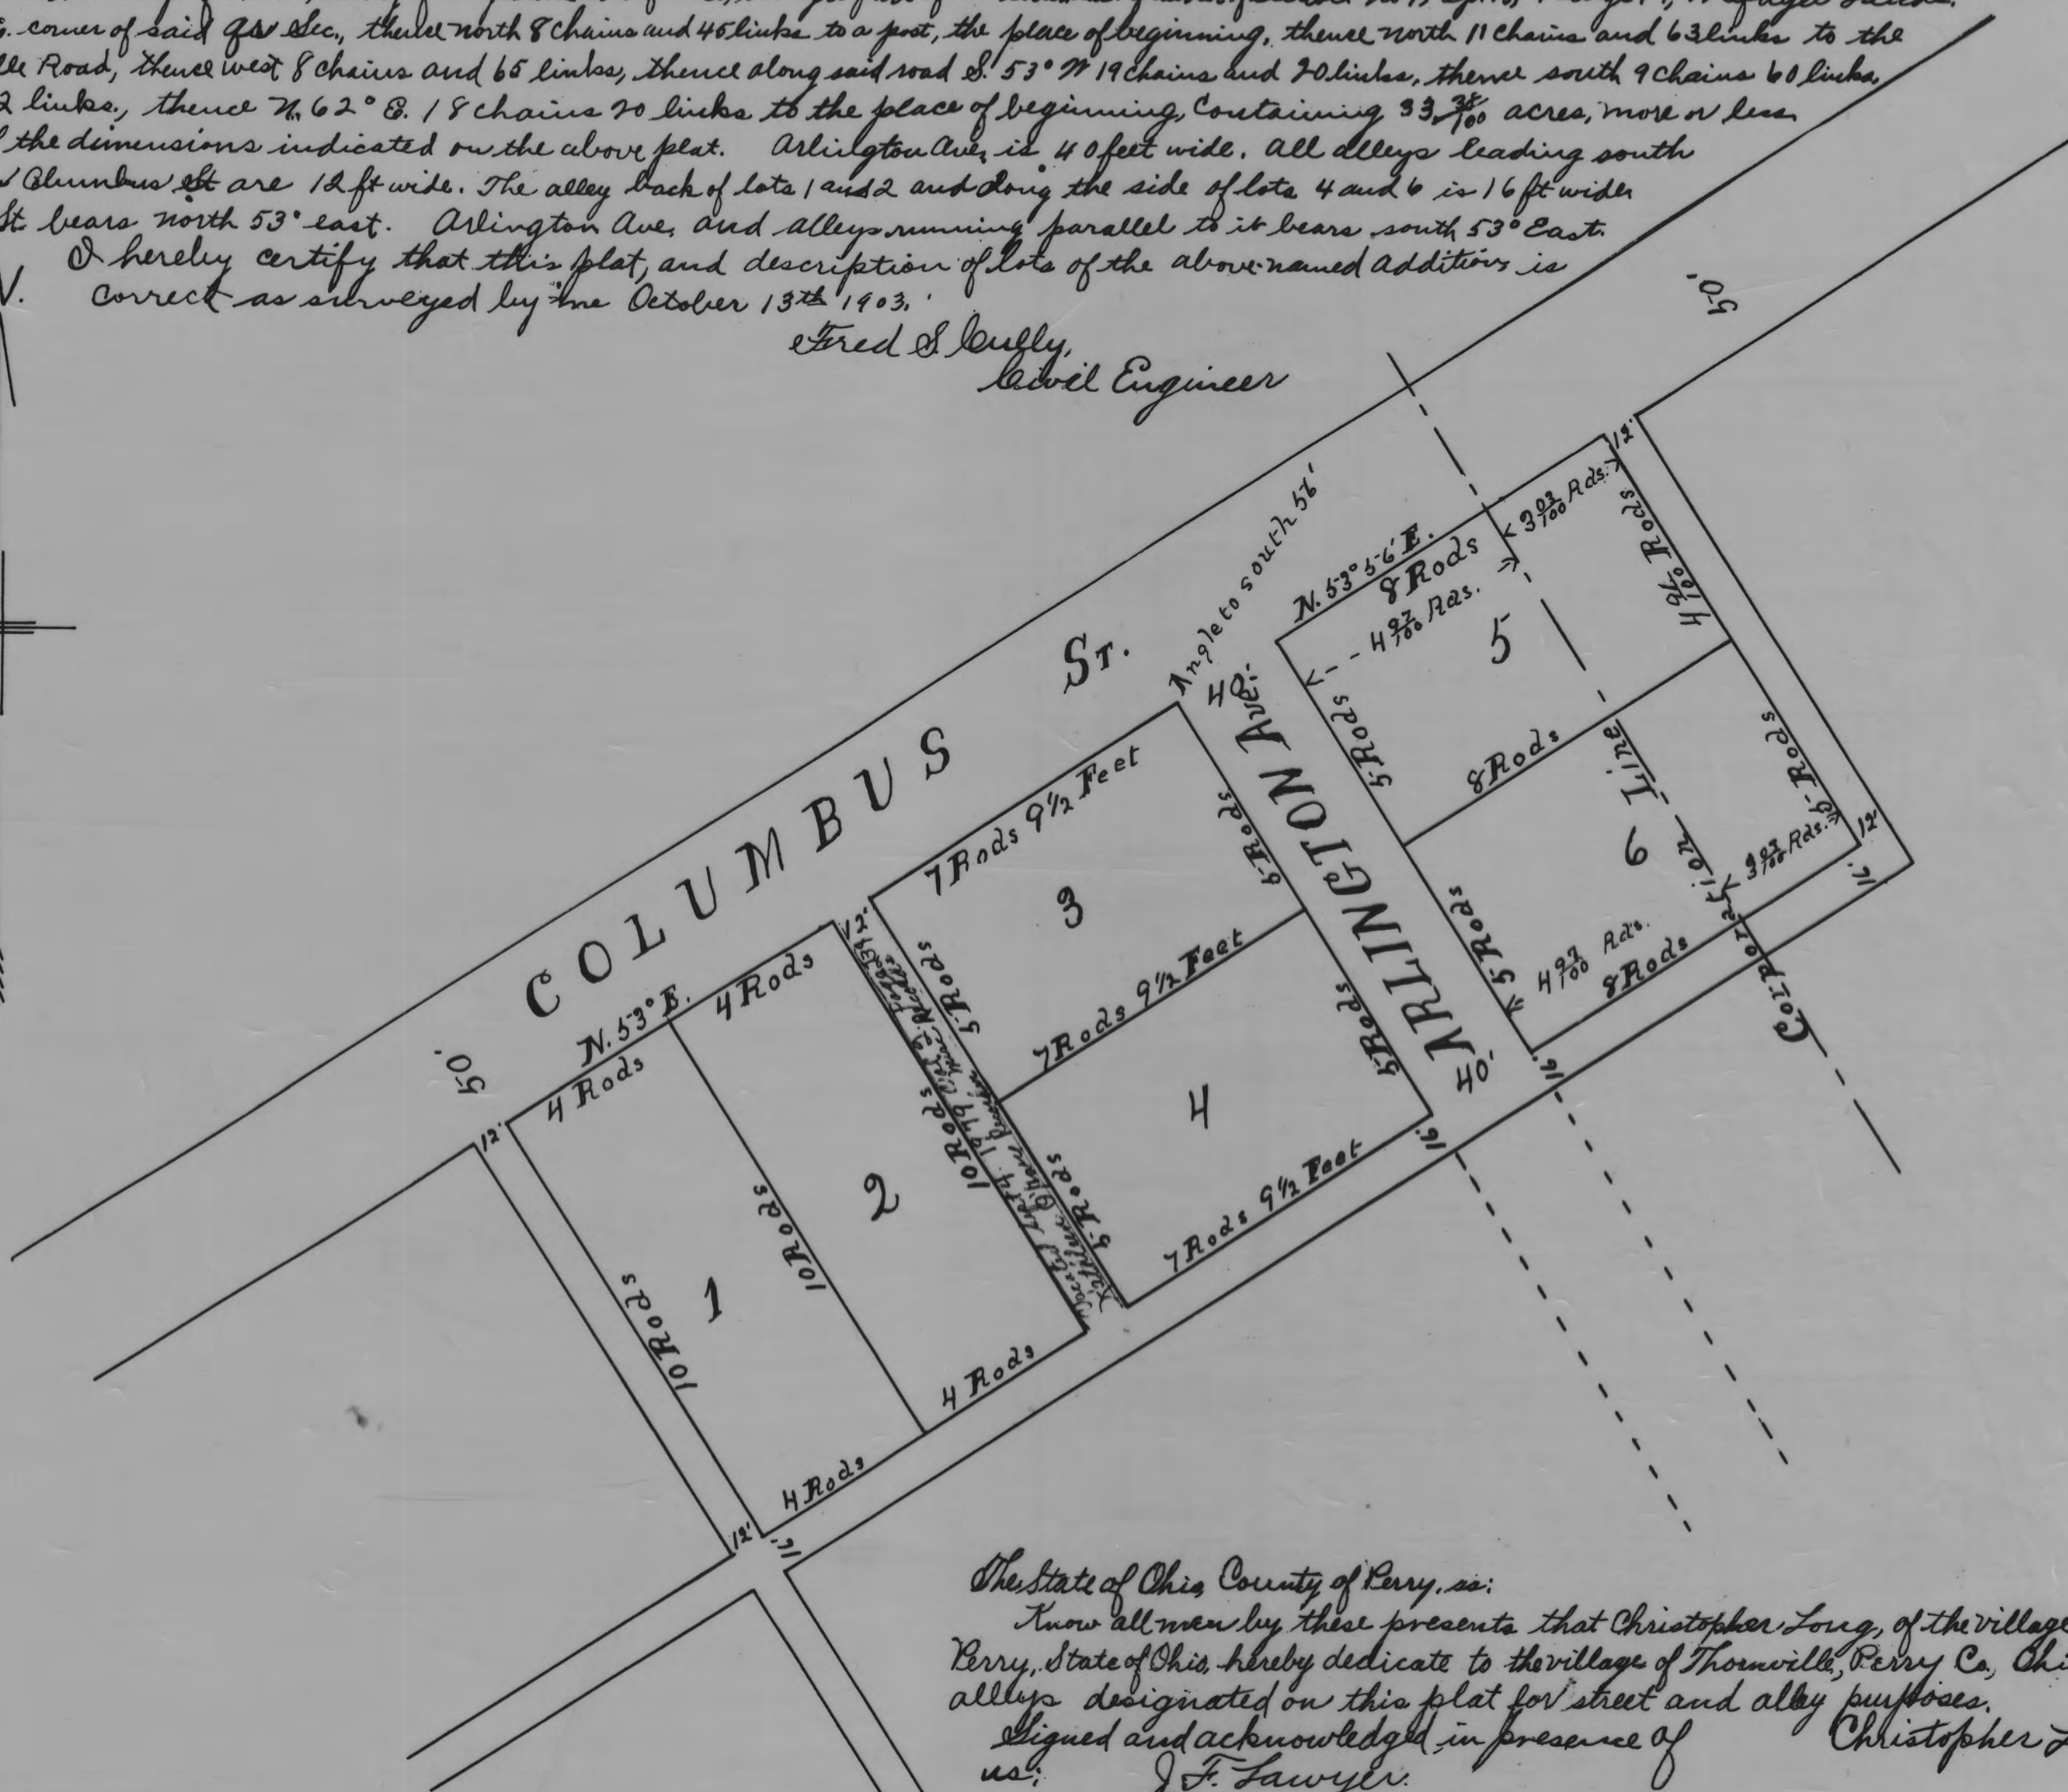 corner of said qr Sec., thence north 8 chains and 45 links to a post, the place of beginning, thence north 11 chains and 63 links to the
Road, thence west 8 chains and 65 links, thence along said road S. 53° W 19 chains and 20 links, thence south 9 chains 60 links,
2 links., thence N. 62° E. 18 chains 20 links to the place of beginning, Containing 33 38/100 acres, more or less
the dimensions indicated on the above plat. Arlington Ave, is 40 feet wide. All alleys leading south
Columbus St are 12 ft wide. The alley back of lots 1 and 2 and along the side of lots 4 and 6 is 16 ft wide
St. bears north 53° east. Arlington Ave, and alleys running parallel to it bears south 53° East.
I hereby certify that this plat, and description of lots of the above named addition is
correct as surveyed by me October 13th 1903.
Fred S. Cully,
Civil Engineer
50'
COLUMBUS St.
50'
Angle to south 56'
N. 53° 56' E.
8 Rods
3 03/100 Rds.
12'
4 97/100 Rds.
5
5 Rods
8 Rods
40'
ARLINGTON AVE.
40'
6
Corporation Line
5 Rods
3 03/100 Rds.
12'
16'
5 Rods
4 97/100 Rds.
8 Rods
16'
7 Rods 9½ Feet
3
5 Rods
5 Rods
7 Rods 9½ Feet
4
5 Rods
5 Rods
7 Rods 9½ Feet
16'
12'
N. 53° E.
4 Rods
4 Rods
12'
1
10 Rods
10 Rods
2
10 Rods
4 Rods
4 Rods
12'
16'
The State of Ohio County of Perry, ss:
Know all men by these presents that Christopher Long, of the village
Perry, State of Ohio, hereby dedicate to the village of Thornville, Perry Co.,
alleys designated on this plat for street and alley purposes.
Signed and acknowledged in presence of
Christopher
us:
J. F. Lawyer.